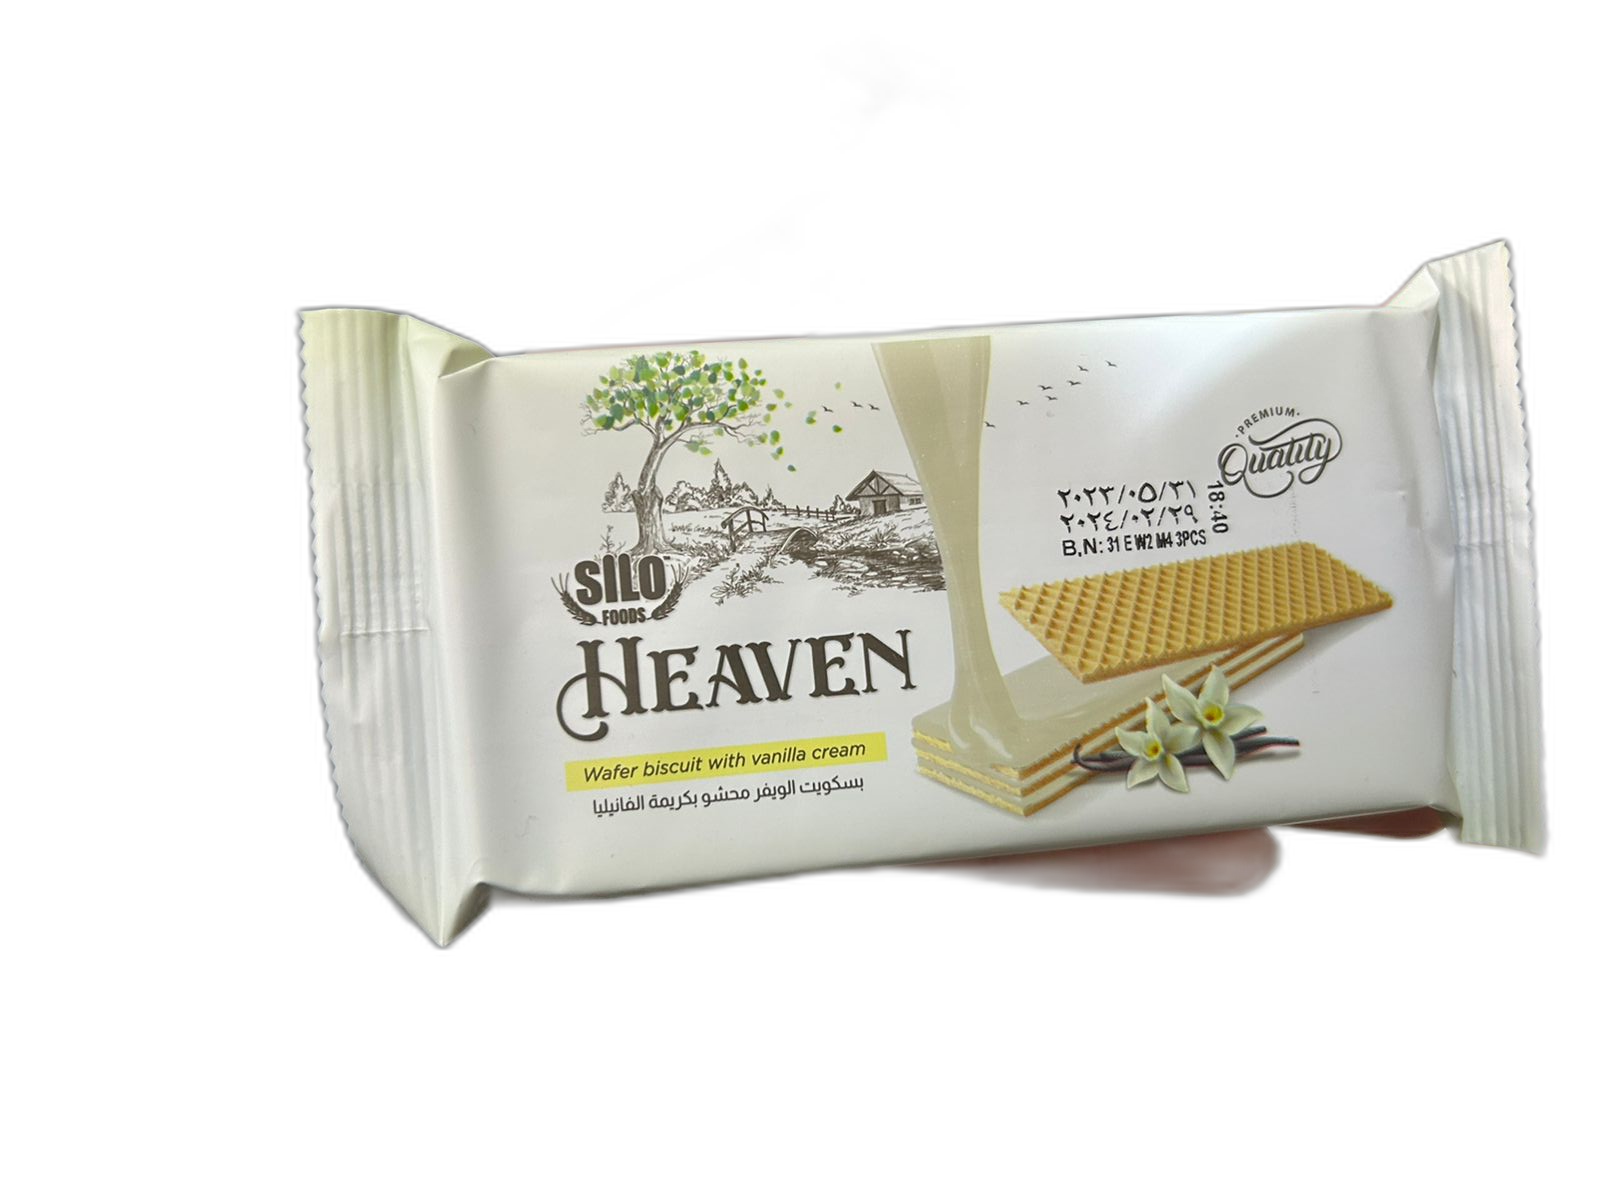 SILO
FOODS
HEAVEN
Wafer biscuit with vanilla cream
بسكويت الويفر محشو بكريمة الفانيليا
PREMIUM
Quality
٢٠٢٣/٠٥/٣١
٢٠٢٤/٠٢/٢٩
B.N: 31 E W2 M4 3PCS
18:40